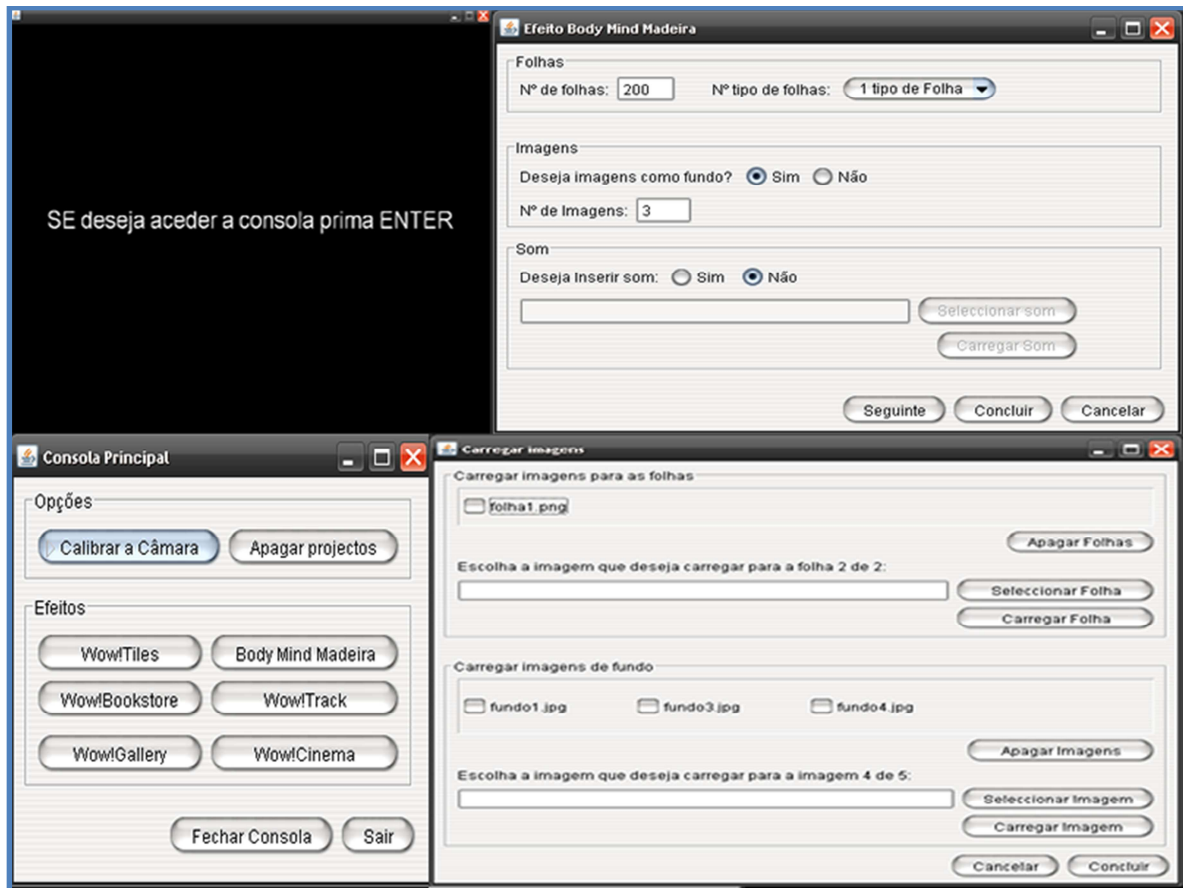 SE deseja aceder a consola prima ENTER
Efeito Body Mind Madeira
Folhas
Nº de folhas: 200 Nº tipo de folhas: 1 tipo de Folha
Imagens
Deseja imagens como fundo? Sim Não
Nº de Imagens: 3
Som
Deseja Inserir som: Sim Não
Seleccionar som
Carregar Som
Seguinte Concluir Cancelar
Consola Principal
Opções
Calibrar a Câmara Apagar projectos
Efeitos
Wow!Tiles Body Mind Madeira
Wow!Bookstore Wow!Track
Wow!Gallery Wow!Cinema
Fechar Consola Sair
Carregar imagens
Carregar imagens para as folhas
folha1.png
Apagar Folhas
Escolha a imagem que deseja carregar para a folha 2 de 2:
Seleccionar Folha
Carregar Folha
Carregar imagens de fundo
fundo1.jpg fundo3.jpg fundo4.jpg
Apagar Imagens
Escolha a imagem que deseja carregar para a imagem 4 de 5:
Seleccionar Imagem
Carregar Imagem
Cancelar Concluir